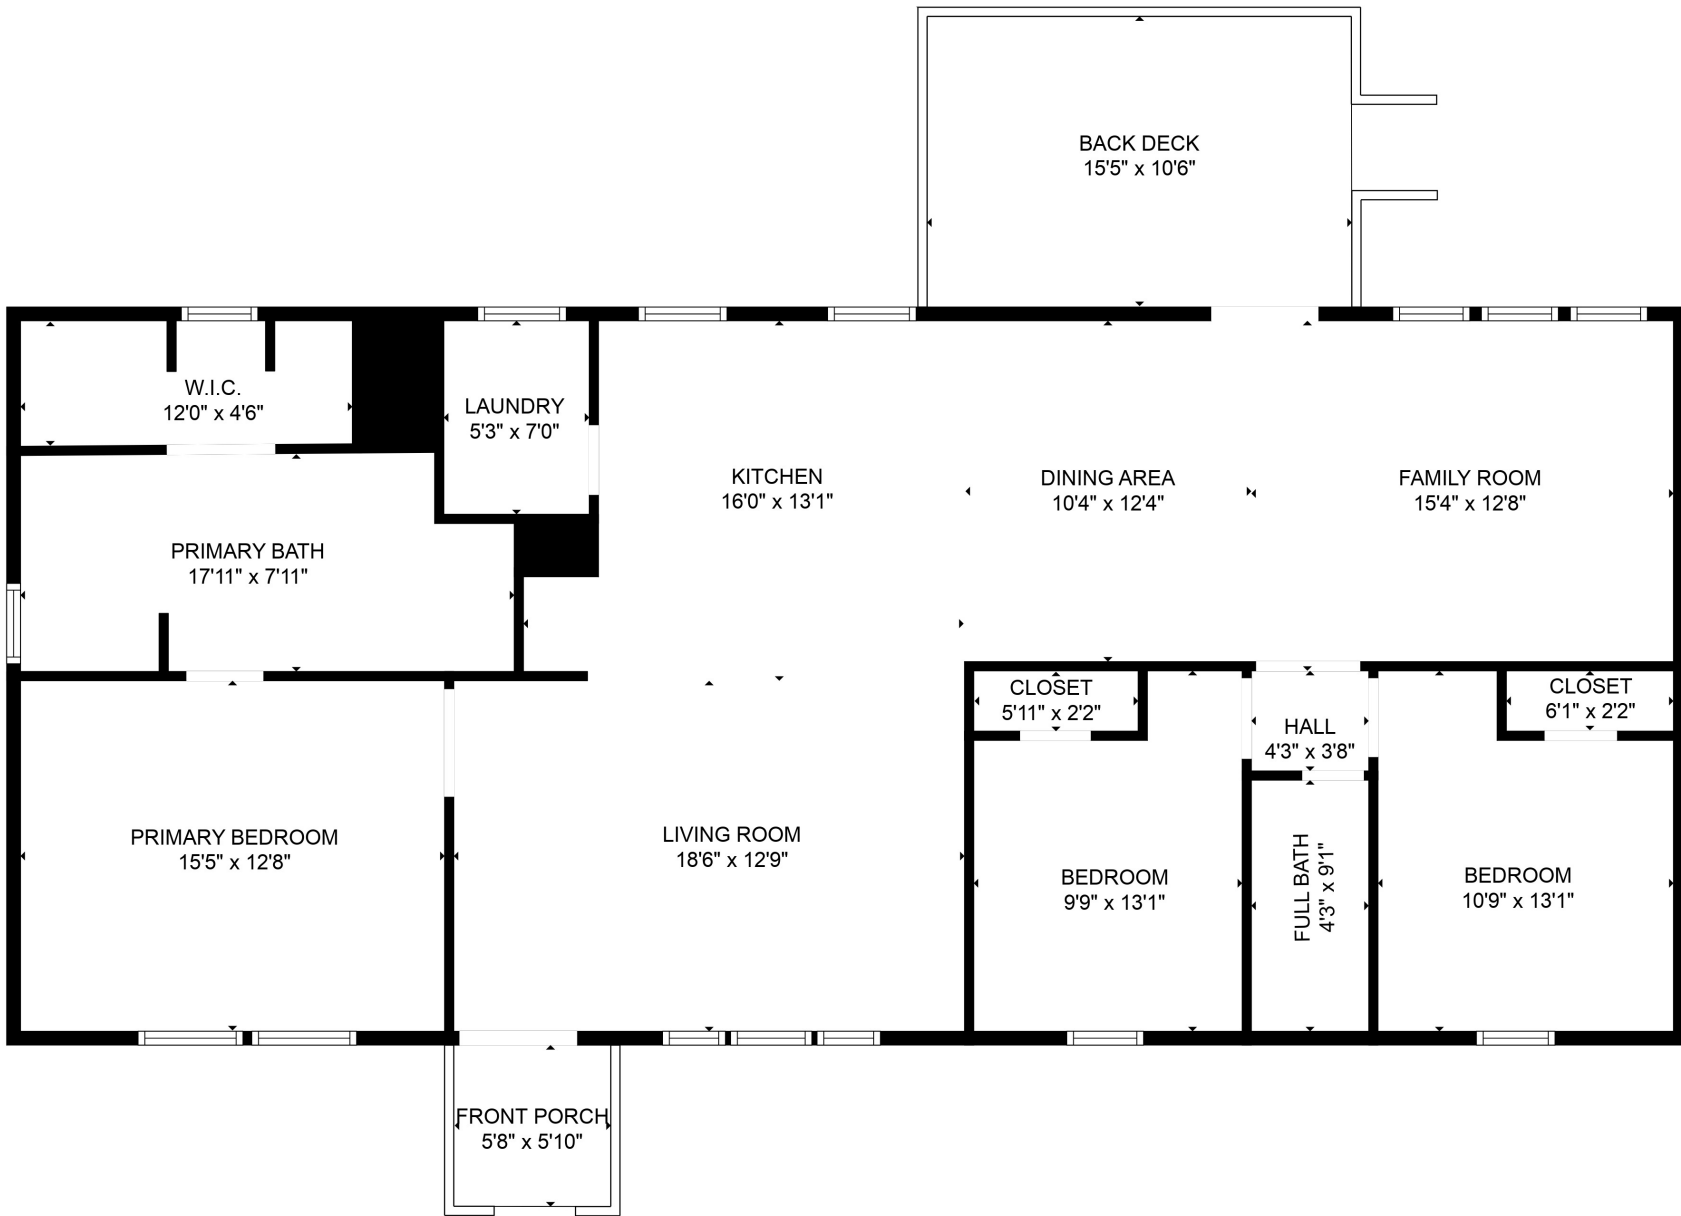 BACK DECK
15'5" x 10'6"
W.I.C.
12'0" x 4'6"
LAUNDRY
5'3" x 7'0"
KITCHEN
16'0" x 13'1"
DINING AREA
10'4" x 12'4"
FAMILY ROOM
15'4" x 12'8"
PRIMARY BATH
17'11" x 7'11"
CLOSET
5'11" x 2'2"
HALL
4'3" x 3'8"
CLOSET
6'1" x 2'2"
PRIMARY BEDROOM
15'5" x 12'8"
LIVING ROOM
18'6" x 12'9"
BEDROOM
9'9" x 13'1"
FULL BATH
4'3" x 9'1"
BEDROOM
10'9" x 13'1"
FRONT PORCH
5'8" x 5'10"